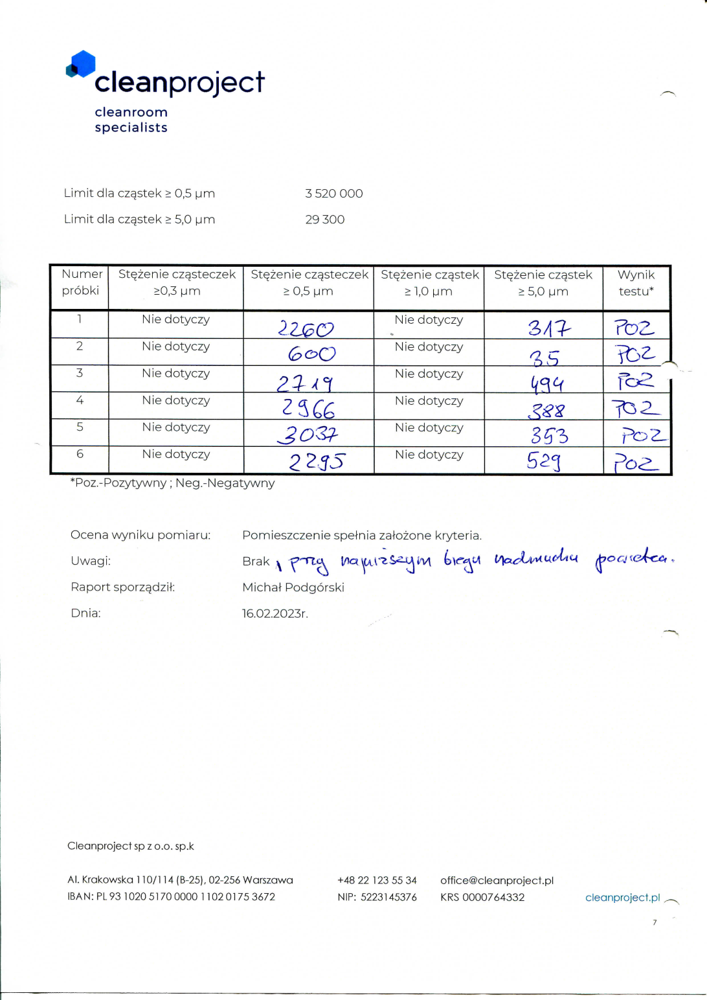 cleanproject
cleanroom
specialists
Limit dla cząstek ≥ 0,5 µm 3 520 000
Limit dla cząstek ≥ 5,0 µm 29 300
Numer próbki Stężenie cząsteczek ≥0,3 µm Stężenie cząsteczek ≥ 0,5 µm Stężenie cząstek ≥ 1,0 µm Stężenie cząstek ≥ 5,0 µm Wynik testu*
1 Nie dotyczy 2260 Nie dotyczy 317 POZ
2 Nie dotyczy 600 Nie dotyczy 35 POZ
3 Nie dotyczy 2719 Nie dotyczy 494 POZ
4 Nie dotyczy 2966 Nie dotyczy 388 POZ
5 Nie dotyczy 3037 Nie dotyczy 353 POZ
6 Nie dotyczy 2295 Nie dotyczy 529 POZ
*Poz.-Pozytywny ; Neg.-Negatywny
Ocena wyniku pomiaru: Pomieszczenie spełnia założone kryteria.
Uwagi: Brak, przy najniższym biegu nadmuchu powietrza.
Raport sporządził: Michał Podgórski
Dnia: 16.02.2023r.
Cleanproject sp z o.o. sp.k
Al. Krakowska 110/114 (B-25), 02-256 Warszawa +48 22 123 55 34 office@cleanproject.pl
IBAN: PL 93 1020 5170 0000 1102 0175 3672 NIP: 5223145376 KRS 0000764332 cleanproject.pl
7